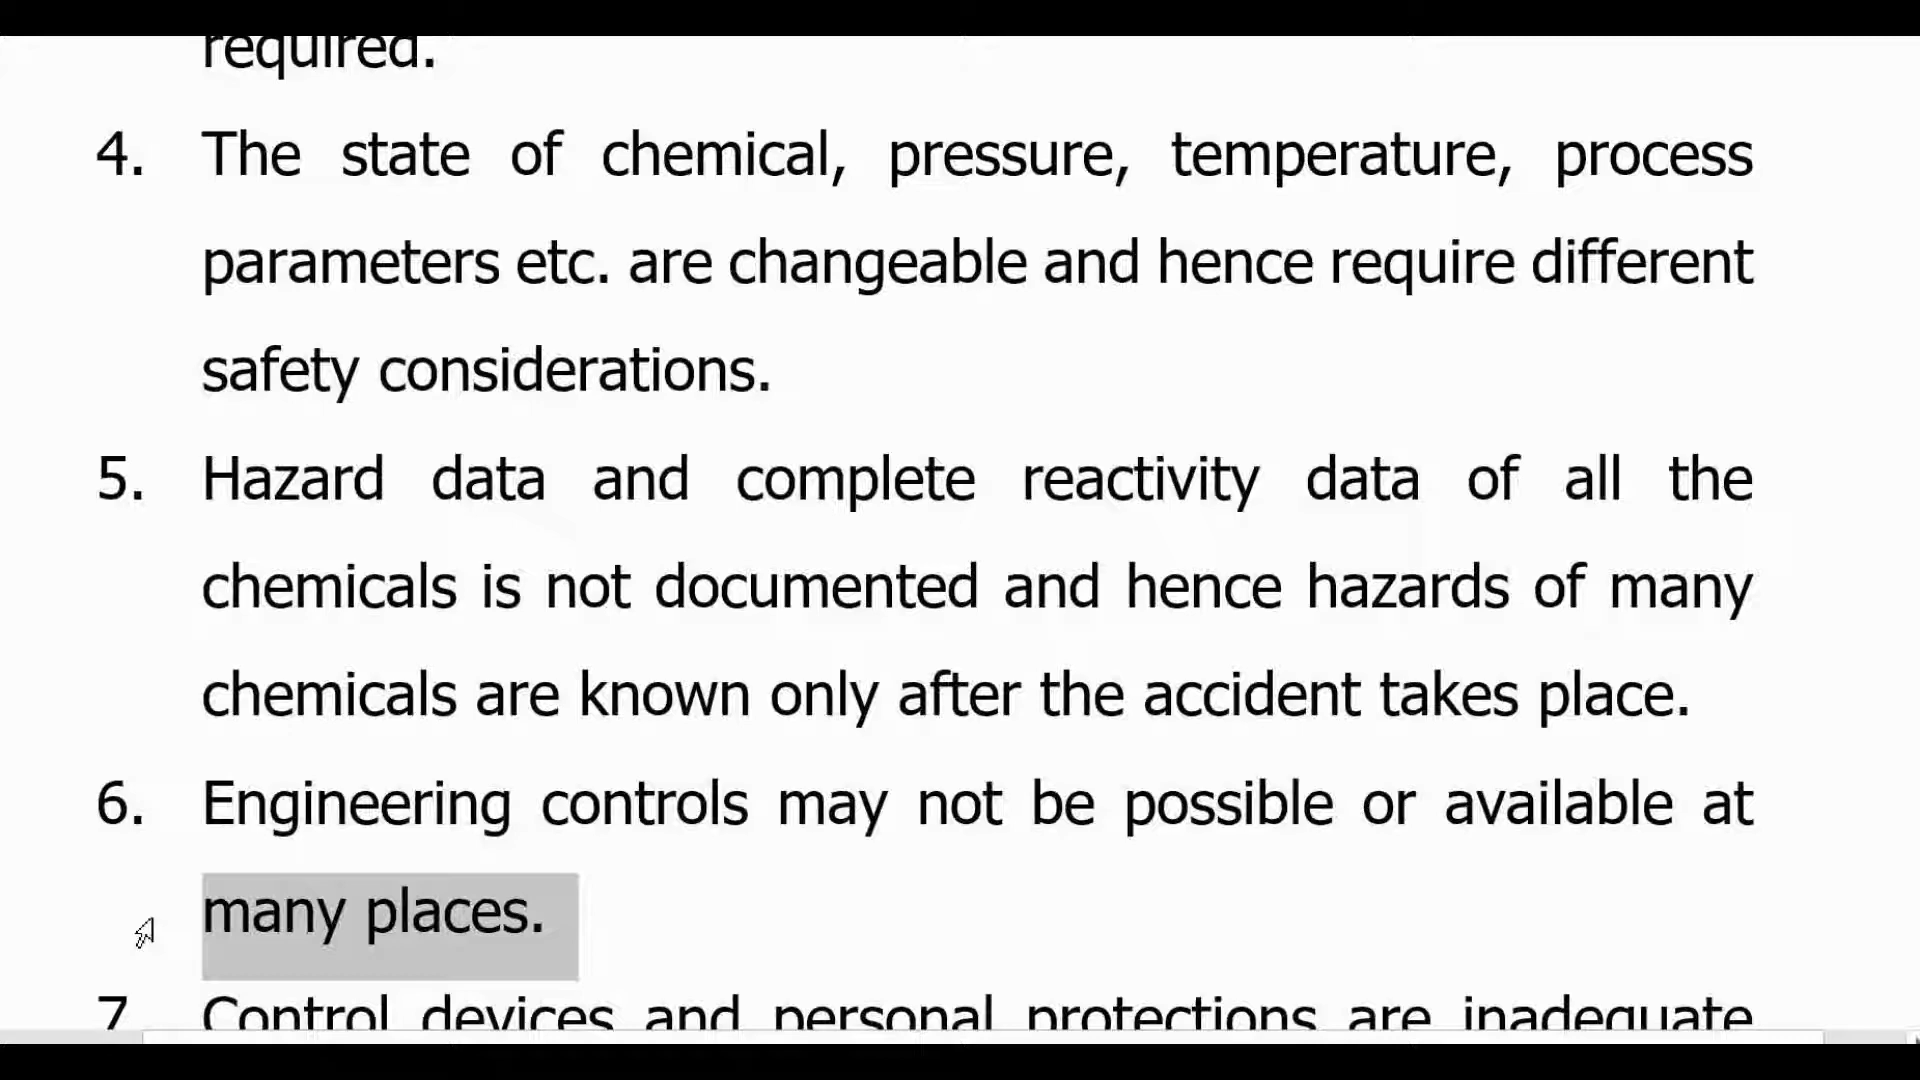 required.
4. The state of chemical, pressure, temperature, process
parameters etc. are changeable and hence require different
safety considerations.
5. Hazard data and complete reactivity data of all the
chemicals is not documented and hence hazards of many
chemicals are known only after the accident takes place.
6. Engineering controls may not be possible or available at
many places.
7. Control devices and personal protections are inadequate